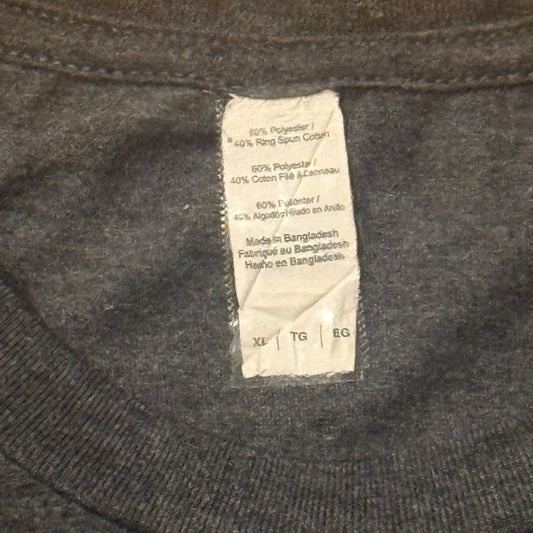 60% Polyester /
40% Ring Spun Cotton
60% Polyester /
40% Coton Filé à L'anneau
60% Poliéster /
40% Algodón Hilado en Anillo
Made in Bangladesh
Fabriqué au Bangladesh
Hecho en Bangladesh
XL | TG | EG